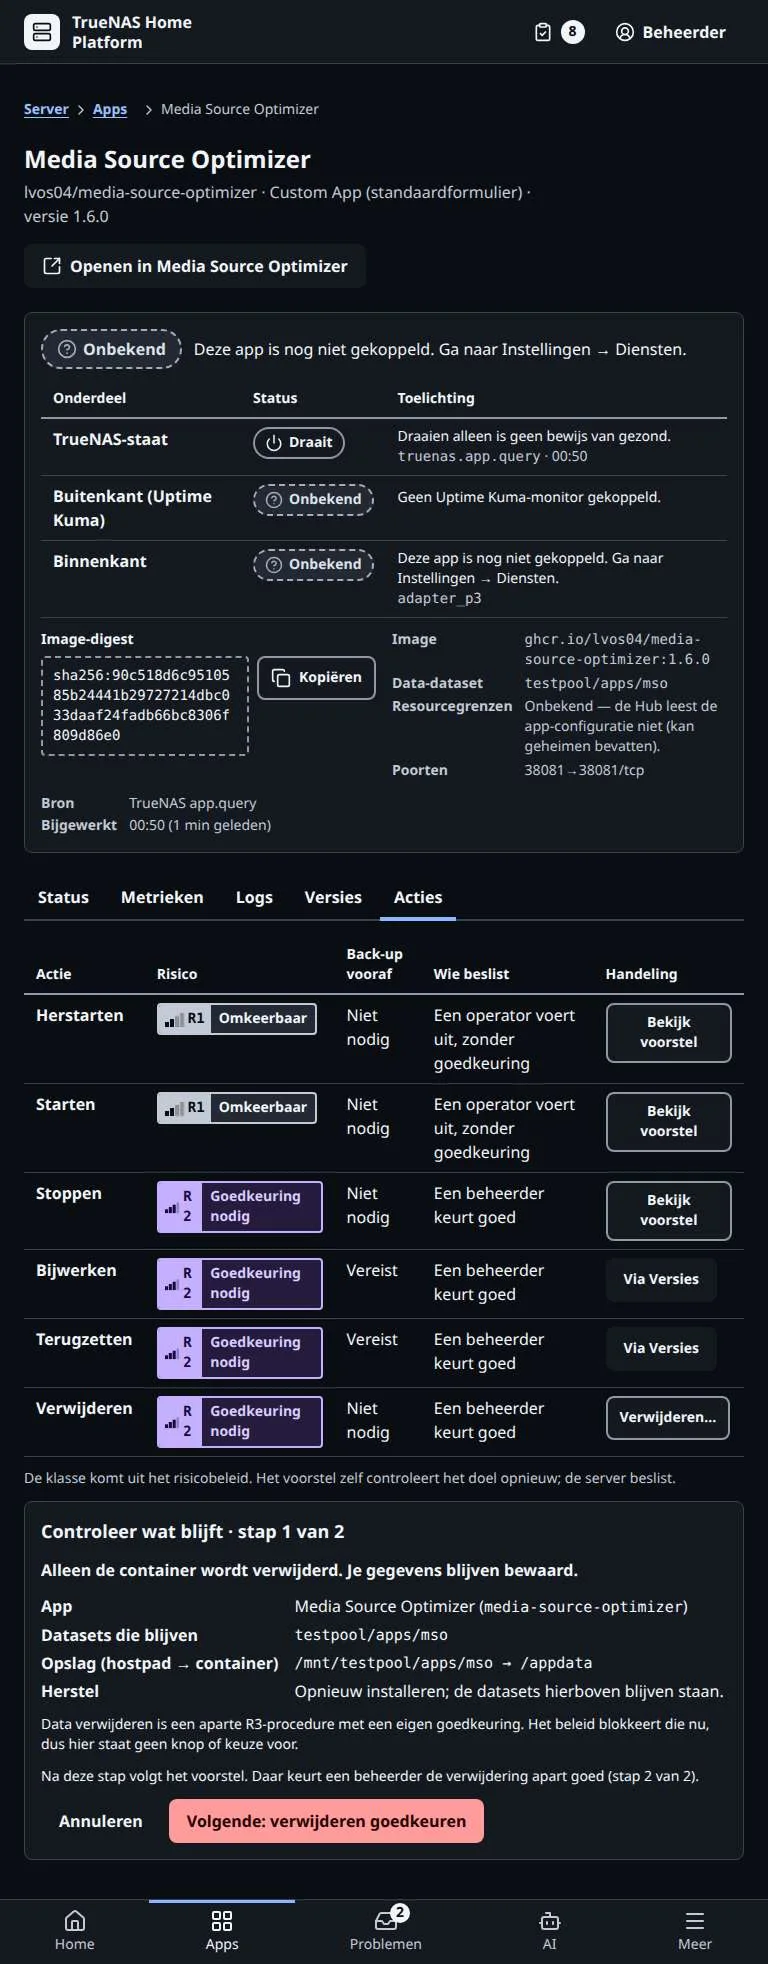 TrueNAS Home
Platform
8
Beheerder
Server > Apps > Media Source Optimizer
Media Source Optimizer
lvos04/media-source-optimizer · Custom App (standaardformulier) ·
versie 1.6.0
Openen in Media Source Optimizer
Onbekend Deze app is nog niet gekoppeld. Ga naar Instellingen → Diensten.
Onderdeel Status Toelichting
TrueNAS-staat Draait Draaien alleen is geen bewijs van gezond.
truenas.app.query · 00:50
Buitenkant (Uptime
Kuma)
Onbekend Geen Uptime Kuma-monitor gekoppeld.
Binnenkant Onbekend Deze app is nog niet gekoppeld. Ga naar
Instellingen → Diensten.
adapter_p3
Image-digest
sha256:90c518d6c95105
85b24441b29727214dbc0
33daaf24fadb66bc8306f
809d86e0
Kopiëren
Image ghcr.io/lvos04/media-
source-optimizer:1.6.0
Data-dataset testpool/apps/mso
Resourcegrenzen Onbekend — de Hub leest de
app-configuratie niet (kan
geheimen bevatten).
Poorten 38081→38081/tcp
Bron TrueNAS app.query
Bijgewerkt 00:50 (1 min geleden)
Status Metrieken Logs Versies Acties
Actie Risico Back-up
vooraf Wie beslist Handeling
Herstarten R1 Omkeerbaar Niet
nodig Een operator voert
uit, zonder
goedkeuring Bekijk
voorstel
Starten R1 Omkeerbaar Niet
nodig Een operator voert
uit, zonder
goedkeuring Bekijk
voorstel
Stoppen R
2 Goedkeuring
nodig Niet
nodig Een beheerder
keurt goed Bekijk
voorstel
Bijwerken R
2 Goedkeuring
nodig Vereist Een beheerder
keurt goed Via Versies
Terugzetten R
2 Goedkeuring
nodig Vereist Een beheerder
keurt goed Via Versies
Verwijderen R
2 Goedkeuring
nodig Niet
nodig Een beheerder
keurt goed Verwijderen...
De klasse komt uit het risicobeleid. Het voorstel zelf controleert het doel opnieuw; de server beslist.
Controleer wat blijft · stap 1 van 2
Alleen de container wordt verwijderd. Je gegevens blijven bewaard.
App Media Source Optimizer (media-source-optimizer)
Datasets die blijven testpool/apps/mso
Opslag (hostpad → container) /mnt/testpool/apps/mso → /appdata
Herstel Opnieuw installeren; de datasets hierboven blijven staan.
Data verwijderen is een aparte R3-procedure met een eigen goedkeuring. Het beleid blokkeert die nu,
dus hier staat geen knop of keuze voor.
Na deze stap volgt het voorstel. Daar keurt een beheerder de verwijdering apart goed (stap 2 van 2).
Annuleren Volgende: verwijderen goedkeuren
2
Home Apps Problemen AI Meer